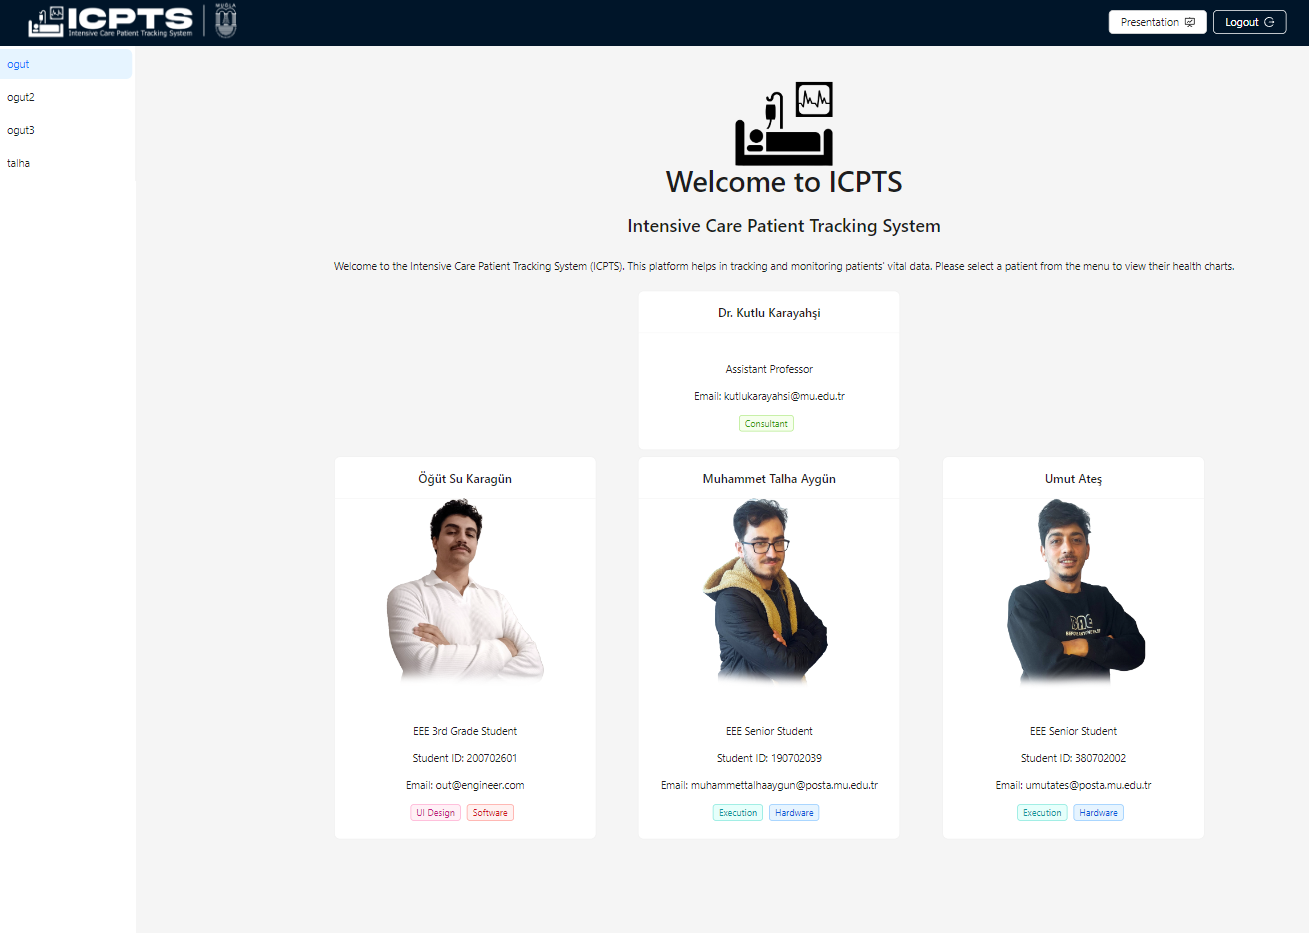 ICPTS
Intensive Care Patient Tracking System
MUĞLA
Presentation
Logout
ogut
ogut2
ogut3
talha
Welcome to ICPTS
Intensive Care Patient Tracking System
Welcome to the Intensive Care Patient Tracking System (ICPTS). This platform helps in tracking and monitoring patients' vital data. Please select a patient from the menu to view their health charts.
Dr. Kutlu Karayahşi
Assistant Professor
Email: kutlukarayahsi@mu.edu.tr
Consultant
Öğüt Su Karagün
EEE 3rd Grade Student
Student ID: 200702601
Email: out@engineer.com
UI Design Software
Muhammet Talha Aygün
EEE Senior Student
Student ID: 190702039
Email: muhammettalhaaygun@posta.mu.edu.tr
Execution Hardware
Umut Ateş
EEE Senior Student
Student ID: 380702002
Email: umutates@posta.mu.edu.tr
Execution Hardware